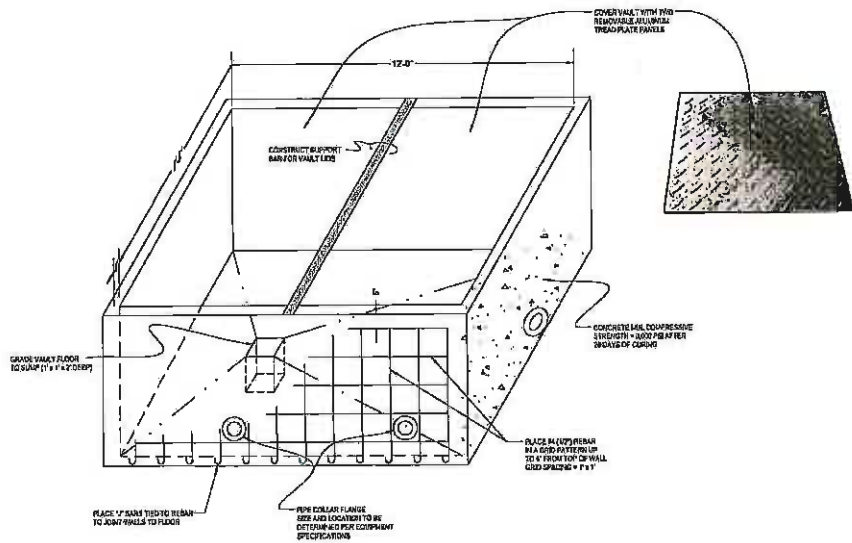 COVER VAULT WITH TWO
REMOVABLE ALUMINUM
TREAD PLATE PANELS
12'-0"
CONSTRUCT SUPPORT
BAR FOR VAULT LIDS
CONCRETE MIN. COMPRESSIVE
STRENGTH = 3,000 PSI AFTER
28 DAYS OF CURING
GRADE VAULT FLOOR
TO SUMP (1' x 1' x 2' DEEP)
PLACE #4 (1/2") REBAR
IN A GRID PATTERN UP
TO 6" FROM TOP OF WALL
GRID SPACING = 1' x 1'
PLACE "J" BARS TIED TO REBAR
TO JOINT WALLS TO FLOOR
PIPE COLLAR FLANGE
SIZE AND LOCATION TO BE
DETERMINED PER EQUIPMENT
SPECIFICATIONS